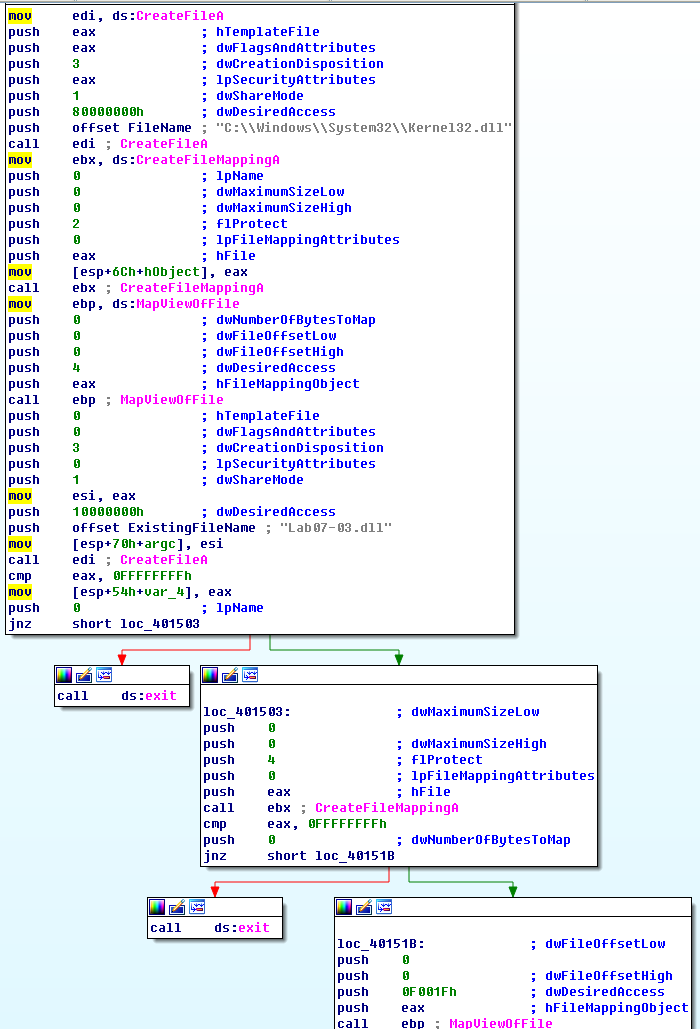 mov edi, ds:CreateFileA
push eax ; hTemplateFile
push eax ; dwFlagsAndAttributes
push 3 ; dwCreationDisposition
push eax ; lpSecurityAttributes
push 1 ; dwShareMode
push 80000000h ; dwDesiredAccess
push offset FileName ; "C:\\Windows\\System32\\Kernel32.dll"
call edi ; CreateFileA
mov ebx, ds:CreateFileMappingA
push 0 ; lpName
push 0 ; dwMaximumSizeLow
push 0 ; dwMaximumSizeHigh
push 2 ; flProtect
push 0 ; lpFileMappingAttributes
push eax ; hFile
mov [esp+6Ch+hObject], eax
call ebx ; CreateFileMappingA
mov ebp, ds:MapViewOfFile
push 0 ; dwNumberOfBytesToMap
push 0 ; dwFileOffsetLow
push 0 ; dwFileOffsetHigh
push 4 ; dwDesiredAccess
push eax ; hFileMappingObject
call ebp ; MapViewOfFile
push 0 ; hTemplateFile
push 0 ; dwFlagsAndAttributes
push 3 ; dwCreationDisposition
push 0 ; lpSecurityAttributes
push 1 ; dwShareMode
mov esi, eax
push 10000000h ; dwDesiredAccess
push offset ExistingFileName ; "Lab07-03.dll"
mov [esp+70h+argc], esi
call edi ; CreateFileA
cmp eax, 0FFFFFFFFh
mov [esp+54h+var_4], eax
push 0 ; lpName
jnz short loc_401503
call ds:exit
loc_401503: ; dwMaximumSizeLow
push 0
push 0 ; dwMaximumSizeHigh
push 4 ; flProtect
push 0 ; lpFileMappingAttributes
push eax ; hFile
call ebx ; CreateFileMappingA
cmp eax, 0FFFFFFFFh
push 0 ; dwNumberOfBytesToMap
jnz short loc_40151B
call ds:exit
loc_40151B: ; dwFileOffsetLow
push 0
push 0 ; dwFileOffsetHigh
push 0F001Fh ; dwDesiredAccess
push eax ; hFileMappingObject
call ebp ; MapViewOfFile